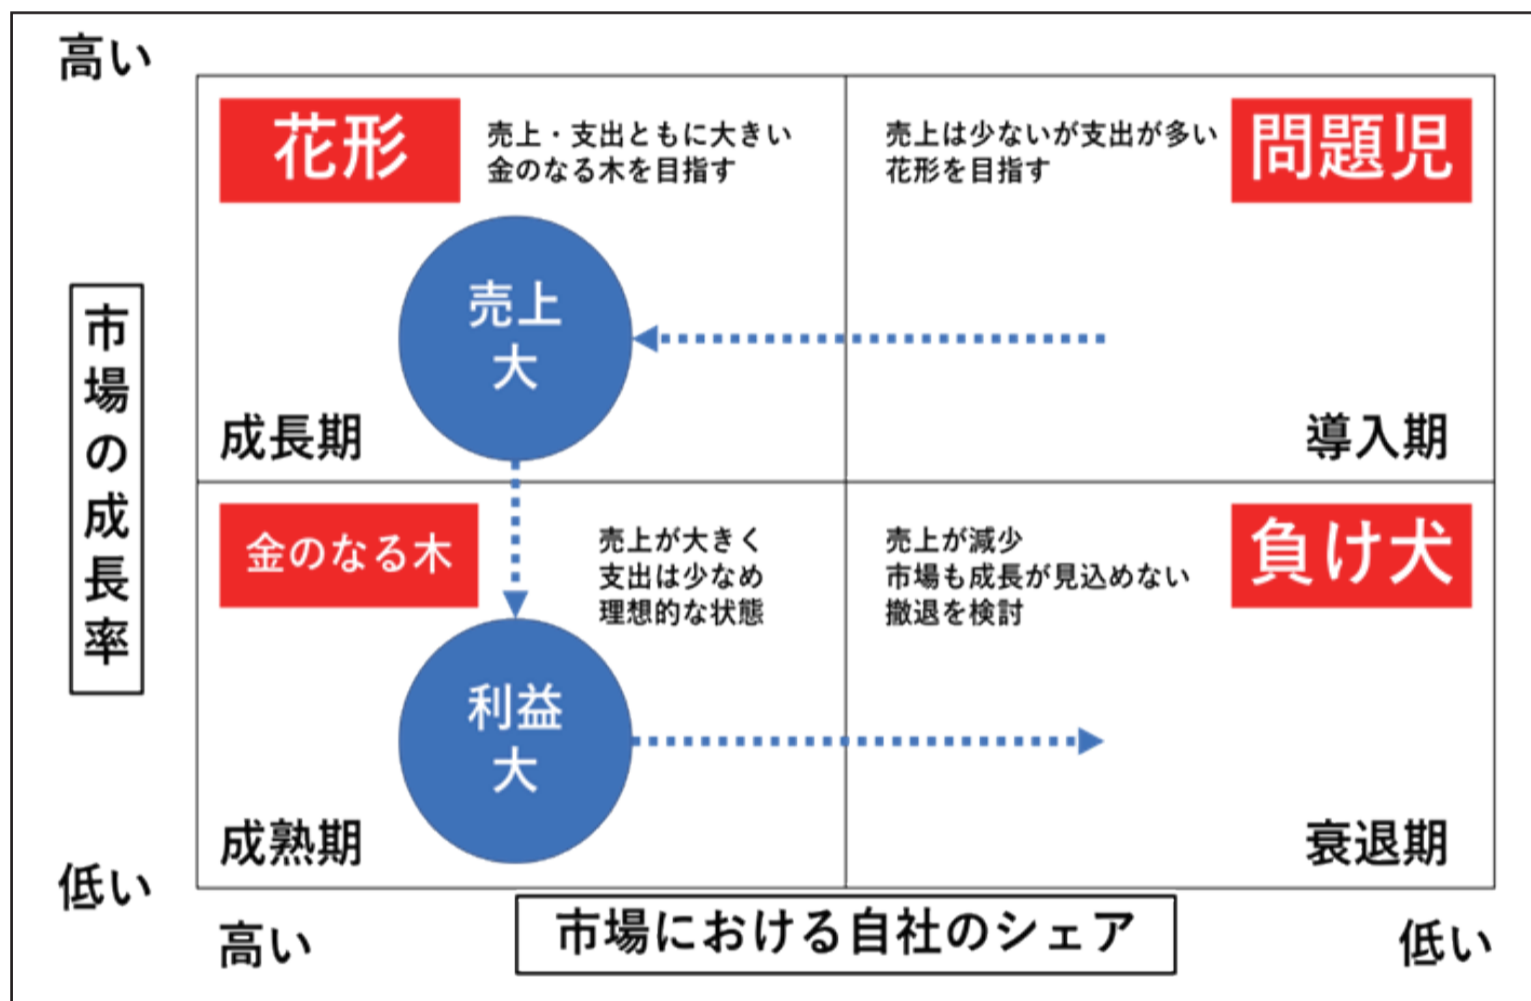 高い
花形
売上・支出ともに大きい
金のなる木を目指す
売上は少ないが支出が多い
花形を目指す
問題児
売上
大
成長期
導入期
市場の成長率
金のなる木
売上が大きく
支出は少なめ
理想的な状態
売上が減少
市場も成長が見込めない
撤退を検討
負け犬
利益
大
成熟期
衰退期
低い
高い
市場における自社のシェア
低い